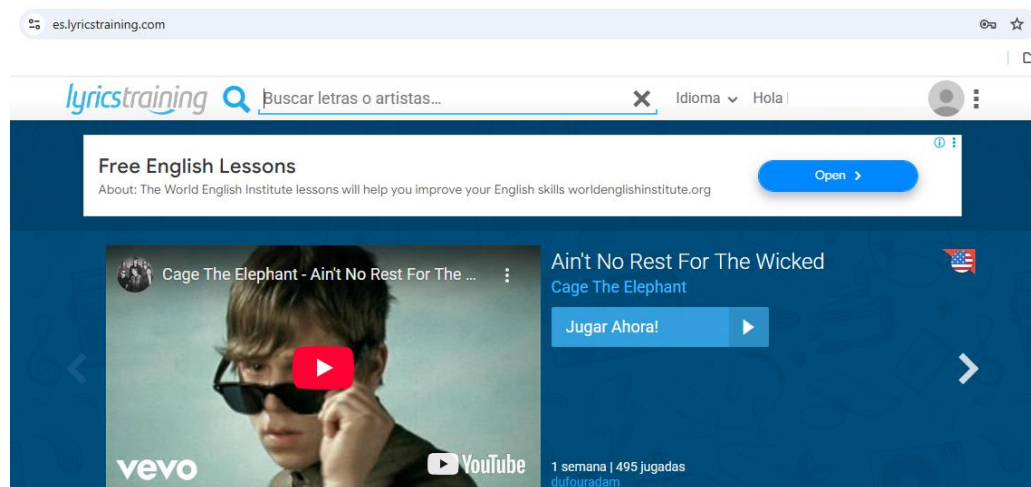 es.lyricstraining.com
lyricstraining
Buscar letras o artistas...
Idioma
Hola
Free English Lessons
About: The World English Institute lessons will help you improve your English skills worldenglishinstitute.org
Open
Cage The Elephant - Ain't No Rest For The ...
Ain't No Rest For The Wicked
Cage The Elephant
Jugar Ahora!
vevo
YouTube
1 semana | 495 jugadas
dufouradam